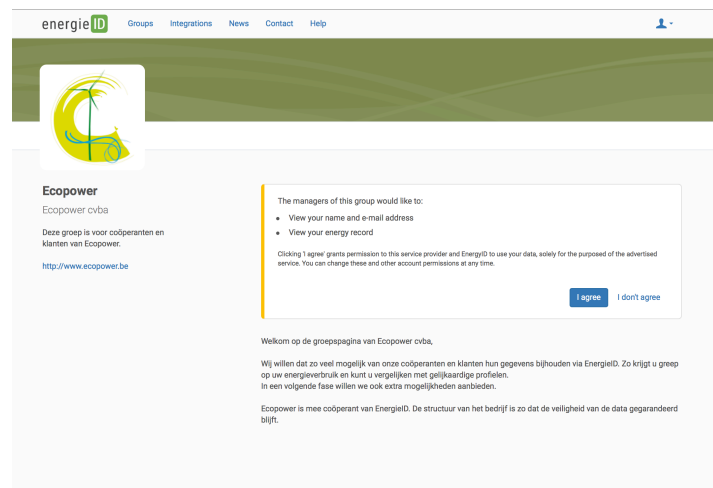 energie ID
Groups Integrations News Contact Help
Ecopower
Ecopower cvba
Deze groep is voor coöperanten en
klanten van Ecopower.
http://www.ecopower.be
The managers of this group would like to:
• View your name and e-mail address
• View your energy record
Clicking 'I agree' grants permission to this service provider and EnergyID to use your data, solely for the purposed of the advertised
service. You can change these and other account permissions at any time.
I agree I don't agree
Welkom op de groepspagina van Ecopower cvba,
Wij willen dat zo veel mogelijk van onze coöperanten en klanten hun gegevens bijhouden via EnergieID. Zo krijgt u greep
op uw energieverbruik en kunt u vergelijken met gelijkaardige profielen.
In een volgende fase willen we ook extra mogelijkheden aanbieden.
Ecopower is mee coöperant van EnergieID. De structuur van het bedrijf is zo dat de veiligheid van de data gegarandeerd
blijft.